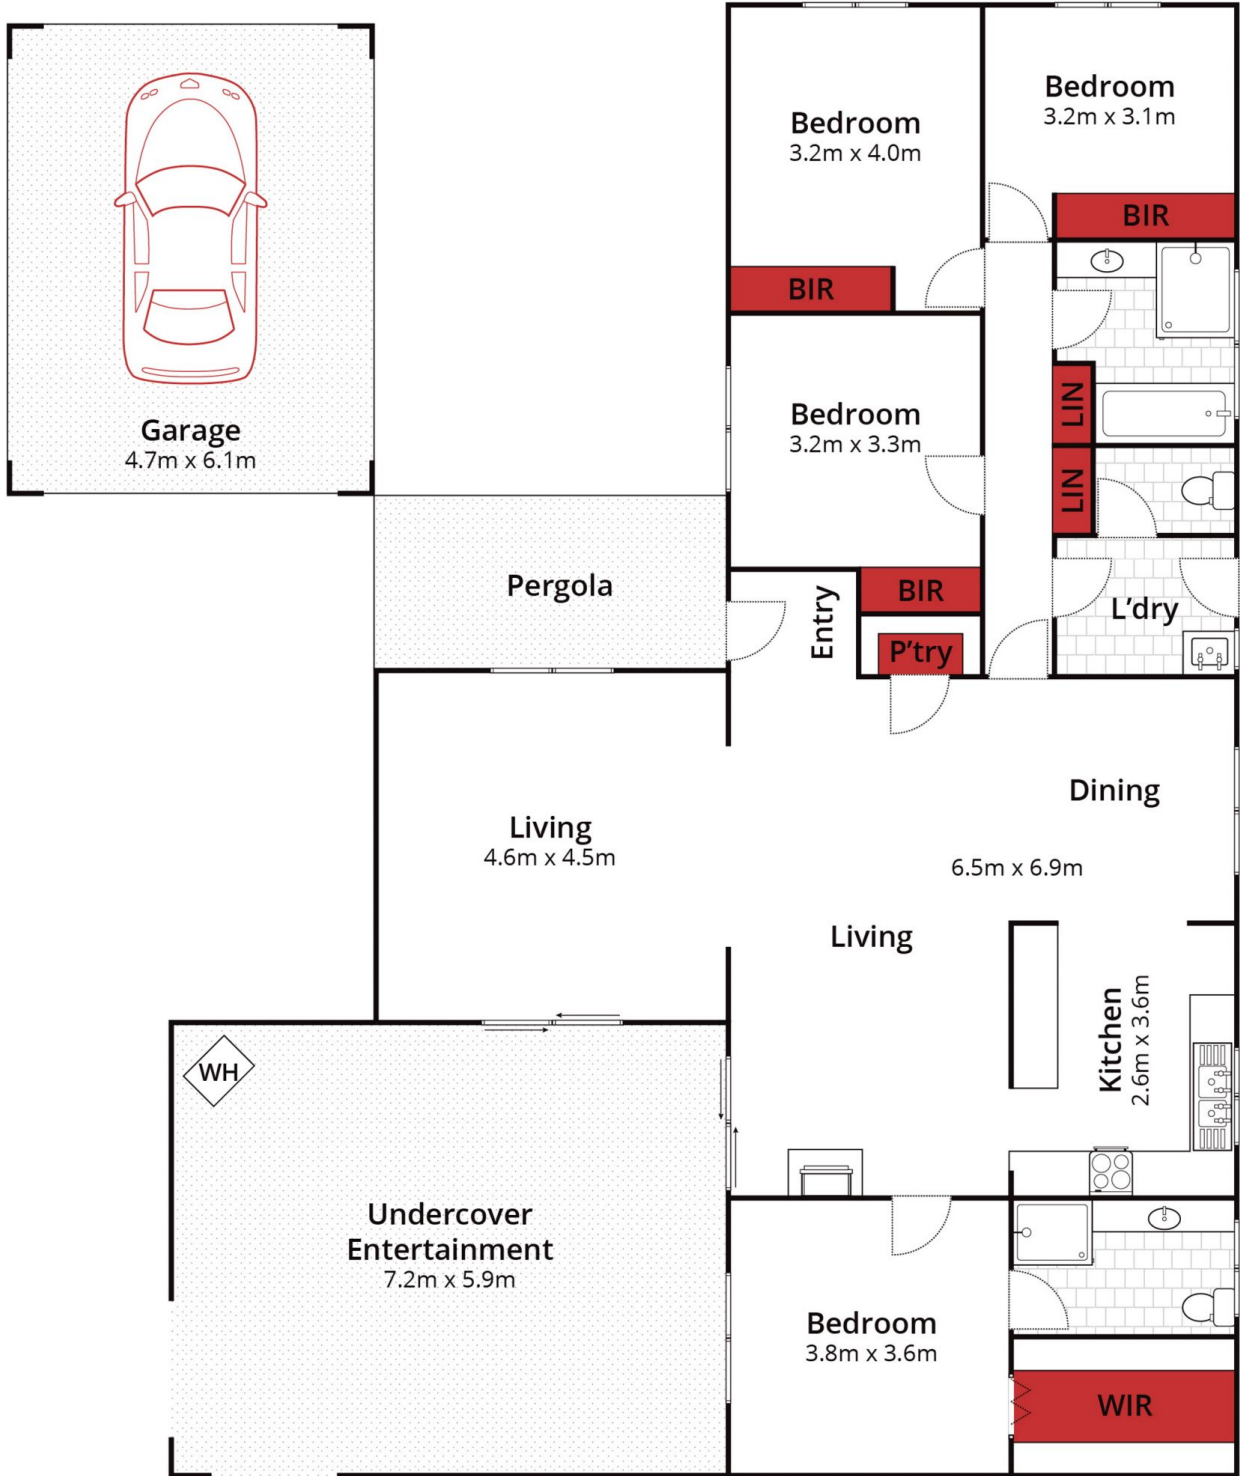 Bedroom
3.2m x 4.0m
Bedroom
3.2m x 3.1m
BIR
BIR
Garage
4.7m x 6.1m
Bedroom
3.2m x 3.3m
LIN
LIN
Pergola
Entry
BIR
P'try
L'dry
Living
4.6m x 4.5m
Dining
6.5m x 6.9m
Living
Kitchen
2.6m x 3.6m
WH
Undercover
Entertainment
7.2m x 5.9m
Bedroom
3.8m x 3.6m
WIR